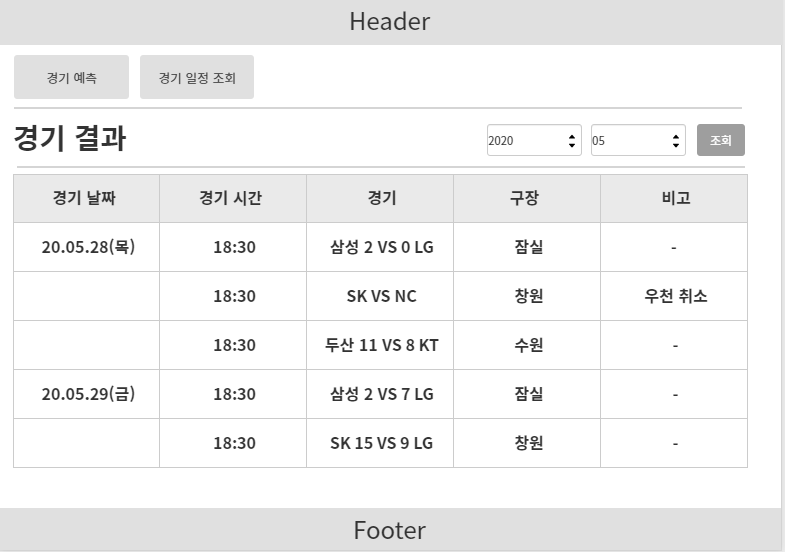 Header
경기 예측 경기 일정 조회
경기 결과 2020 05 조회
경기 날짜 경기 시간 경기 구장 비고
20.05.28(목) 18:30 삼성 2 VS 0 LG 잠실 -
18:30 SK VS NC 창원 우천 취소
18:30 두산 11 VS 8 KT 수원 -
20.05.29(금) 18:30 삼성 2 VS 7 LG 잠실 -
18:30 SK 15 VS 9 LG 창원 -
Footer